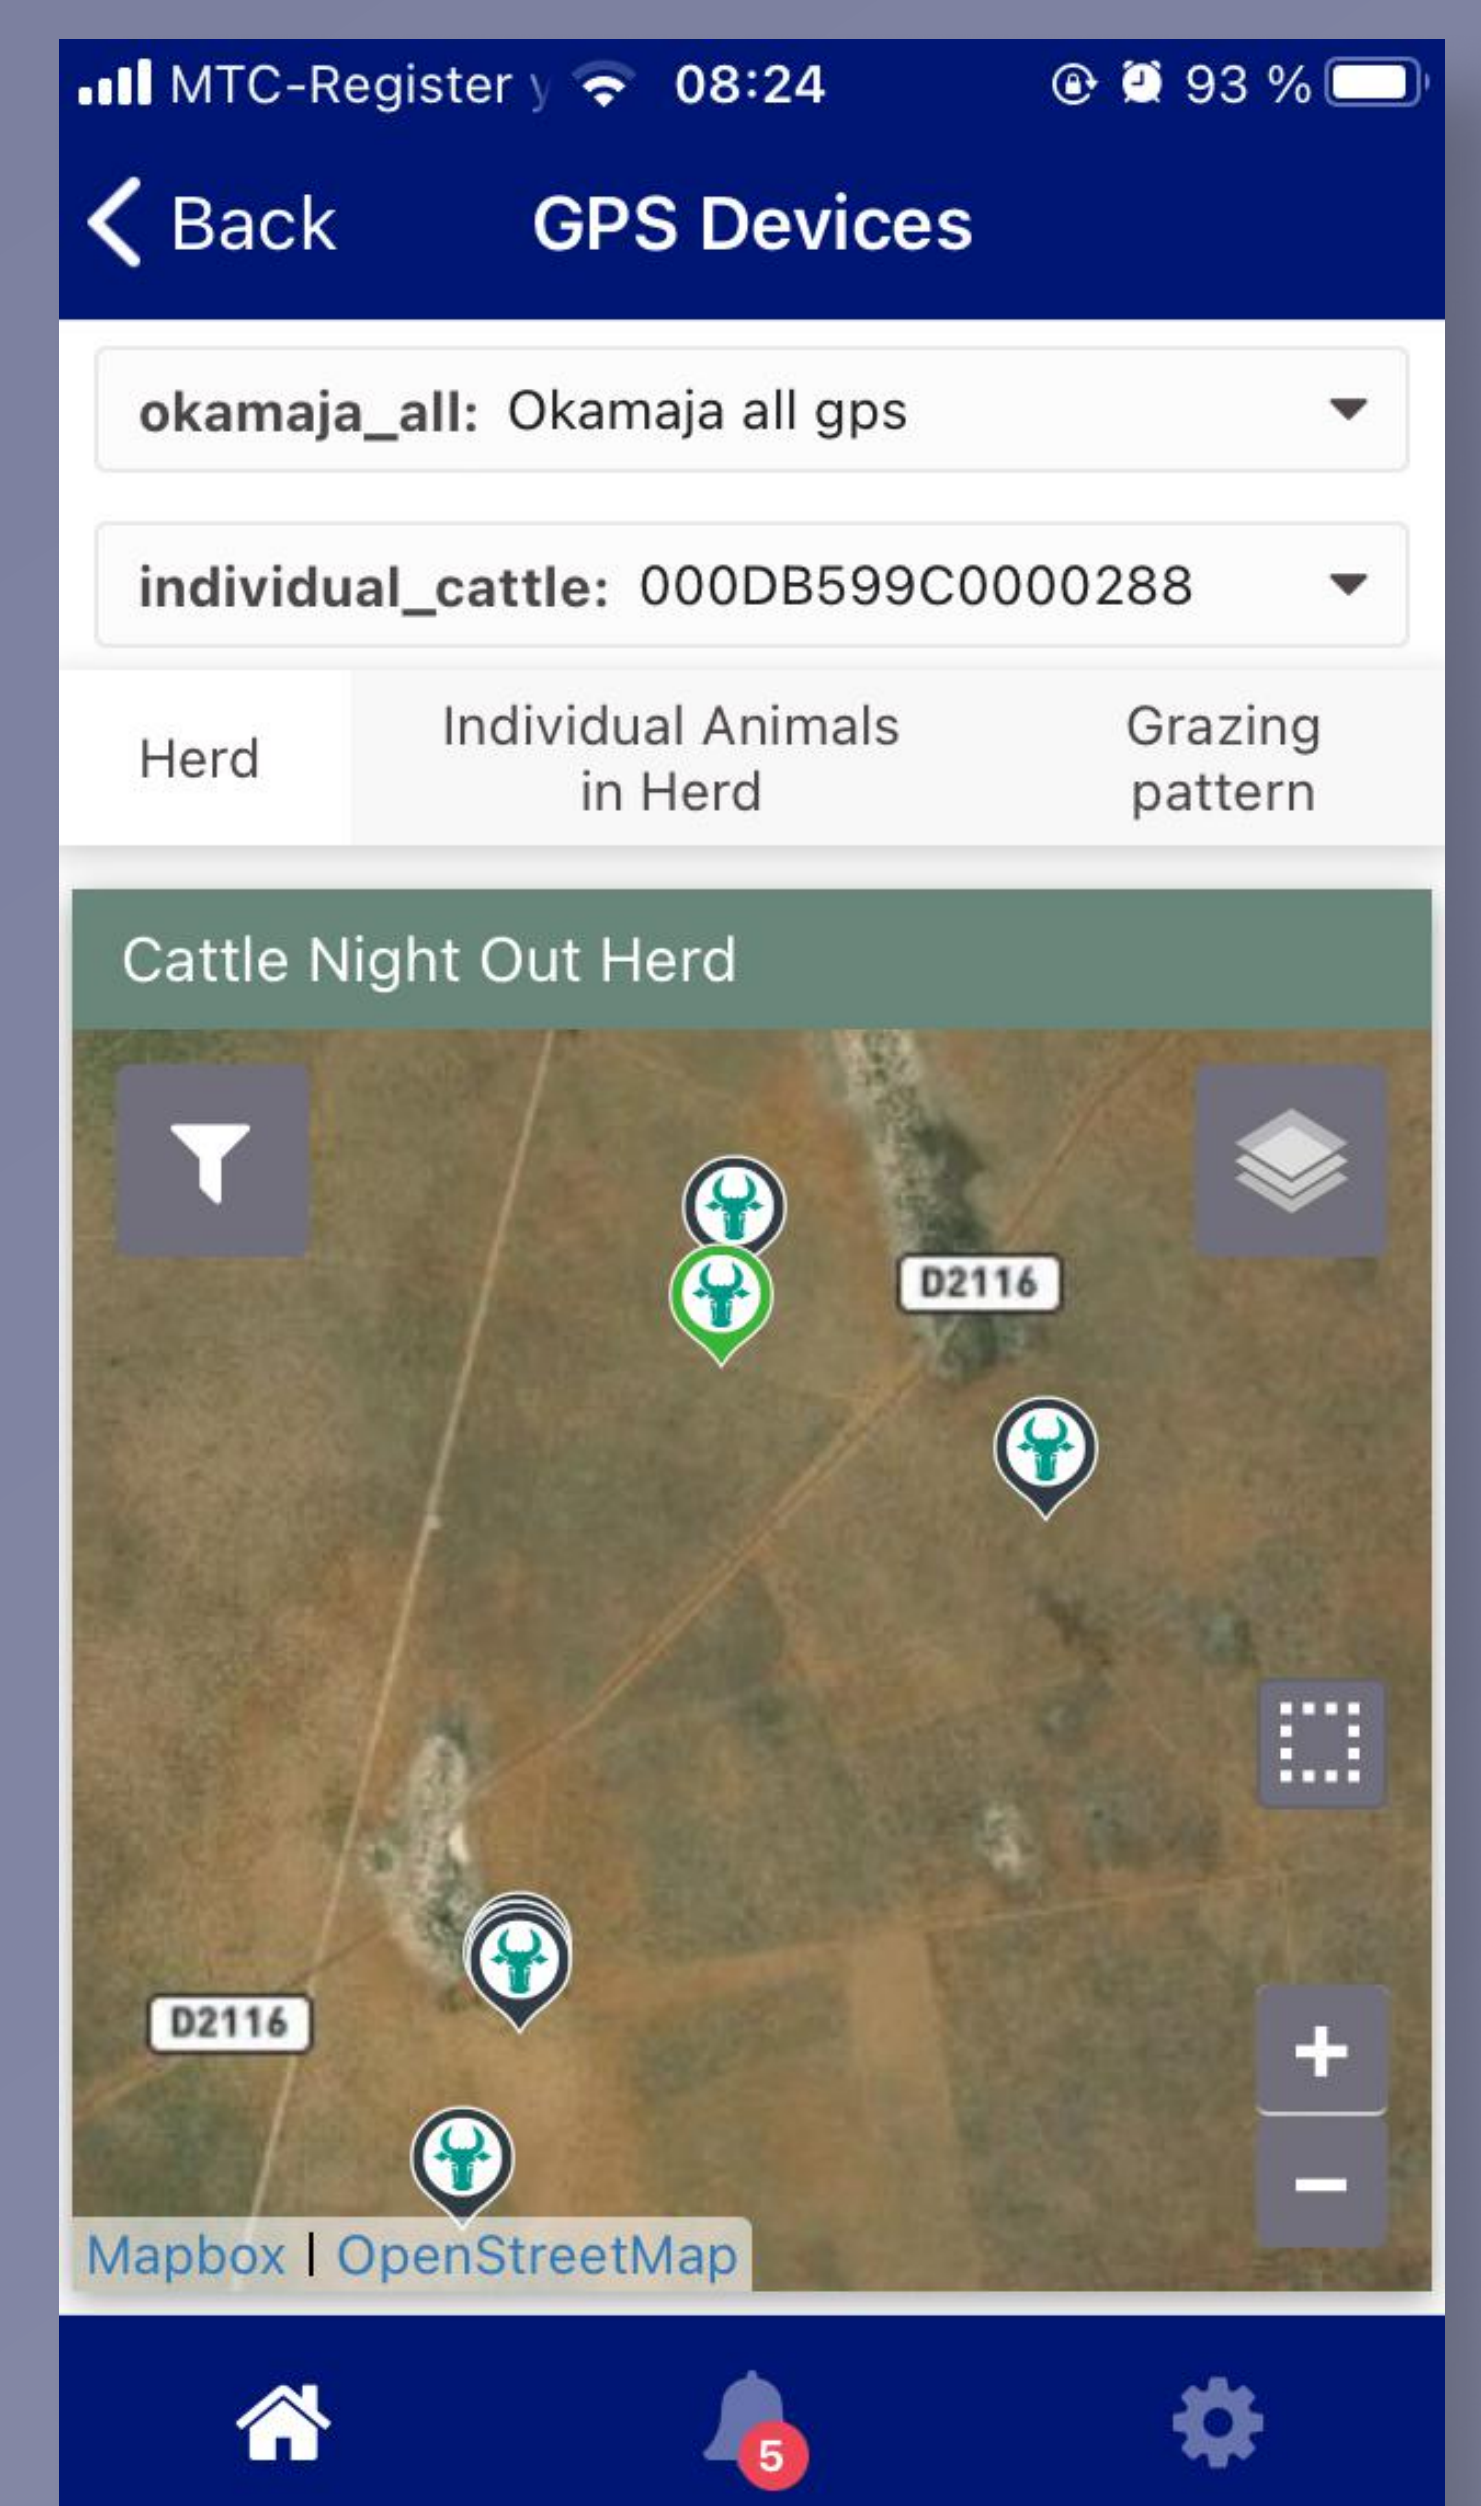 MTC-Register 08:24 93 %
Back GPS Devices
okamaja_all: Okamaja all gps
individual_cattle: 000DB599C0000288
Herd
Individual Animals
in Herd
Grazing
pattern
Cattle Night Out Herd
D2116
D2116
+
−
Mapbox | OpenStreetMap
5